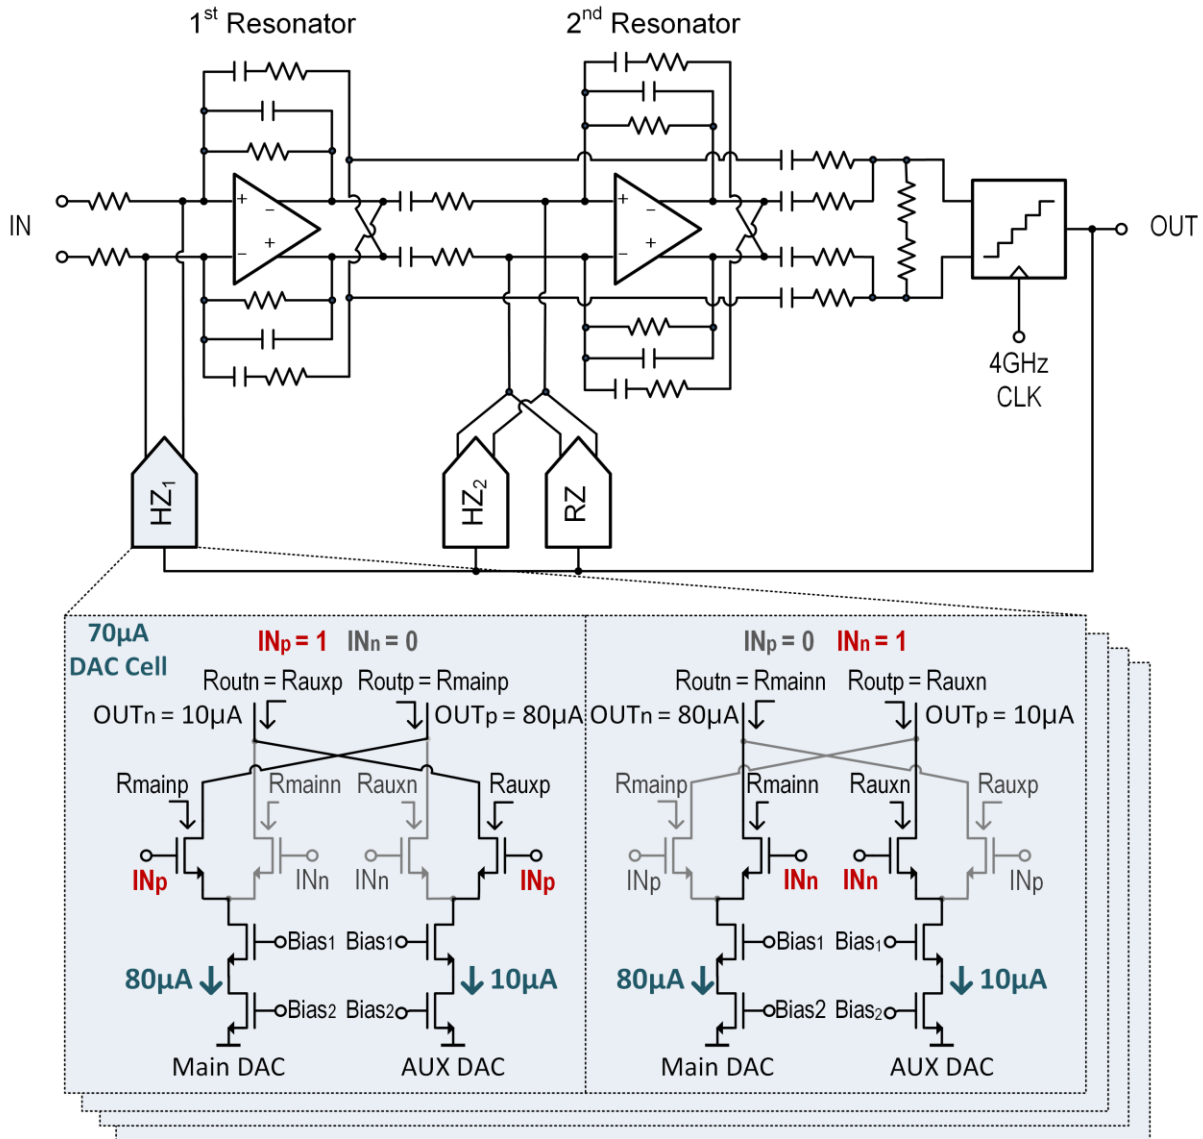 1st Resonator
2nd Resonator
+
−
−
+
+
−
−
+
IN
OUT
4GHz
CLK
HZ1
HZ2
RZ
70µA
DAC Cell
INp = 1 INn = 0
Routn = Rauxp Routp = Rmainp
OUTn = 10µA OUTp = 80µA
Rmainp Rmainn Rauxn Rauxp
INp INn INn INp
Bias1 Bias1
80µA 10µA
Bias2 Bias2
Main DAC AUX DAC
INp = 0 INn = 1
Routn = Rmainn Routp = Rauxn
OUTn = 80µA OUTp = 10µA
Rmainp Rmainn Rauxn Rauxp
INp INn INn INp
Bias1 Bias1
80µA 10µA
Bias2 Bias2
Main DAC AUX DAC